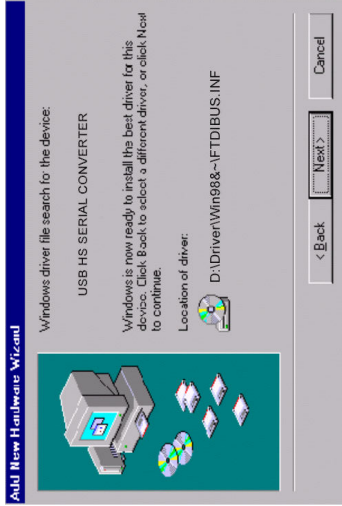 Add New Hardware Wizard
Windows driver file search for the device:
USB HS SERIAL CONVERTER
Windows is now ready to install the best driver for this
device. Click Back to select a different driver, or click Next
to continue.
Location of driver:
D:\Driver\Win98&~\FTDIBUS.INF
< Back
Next >
Cancel